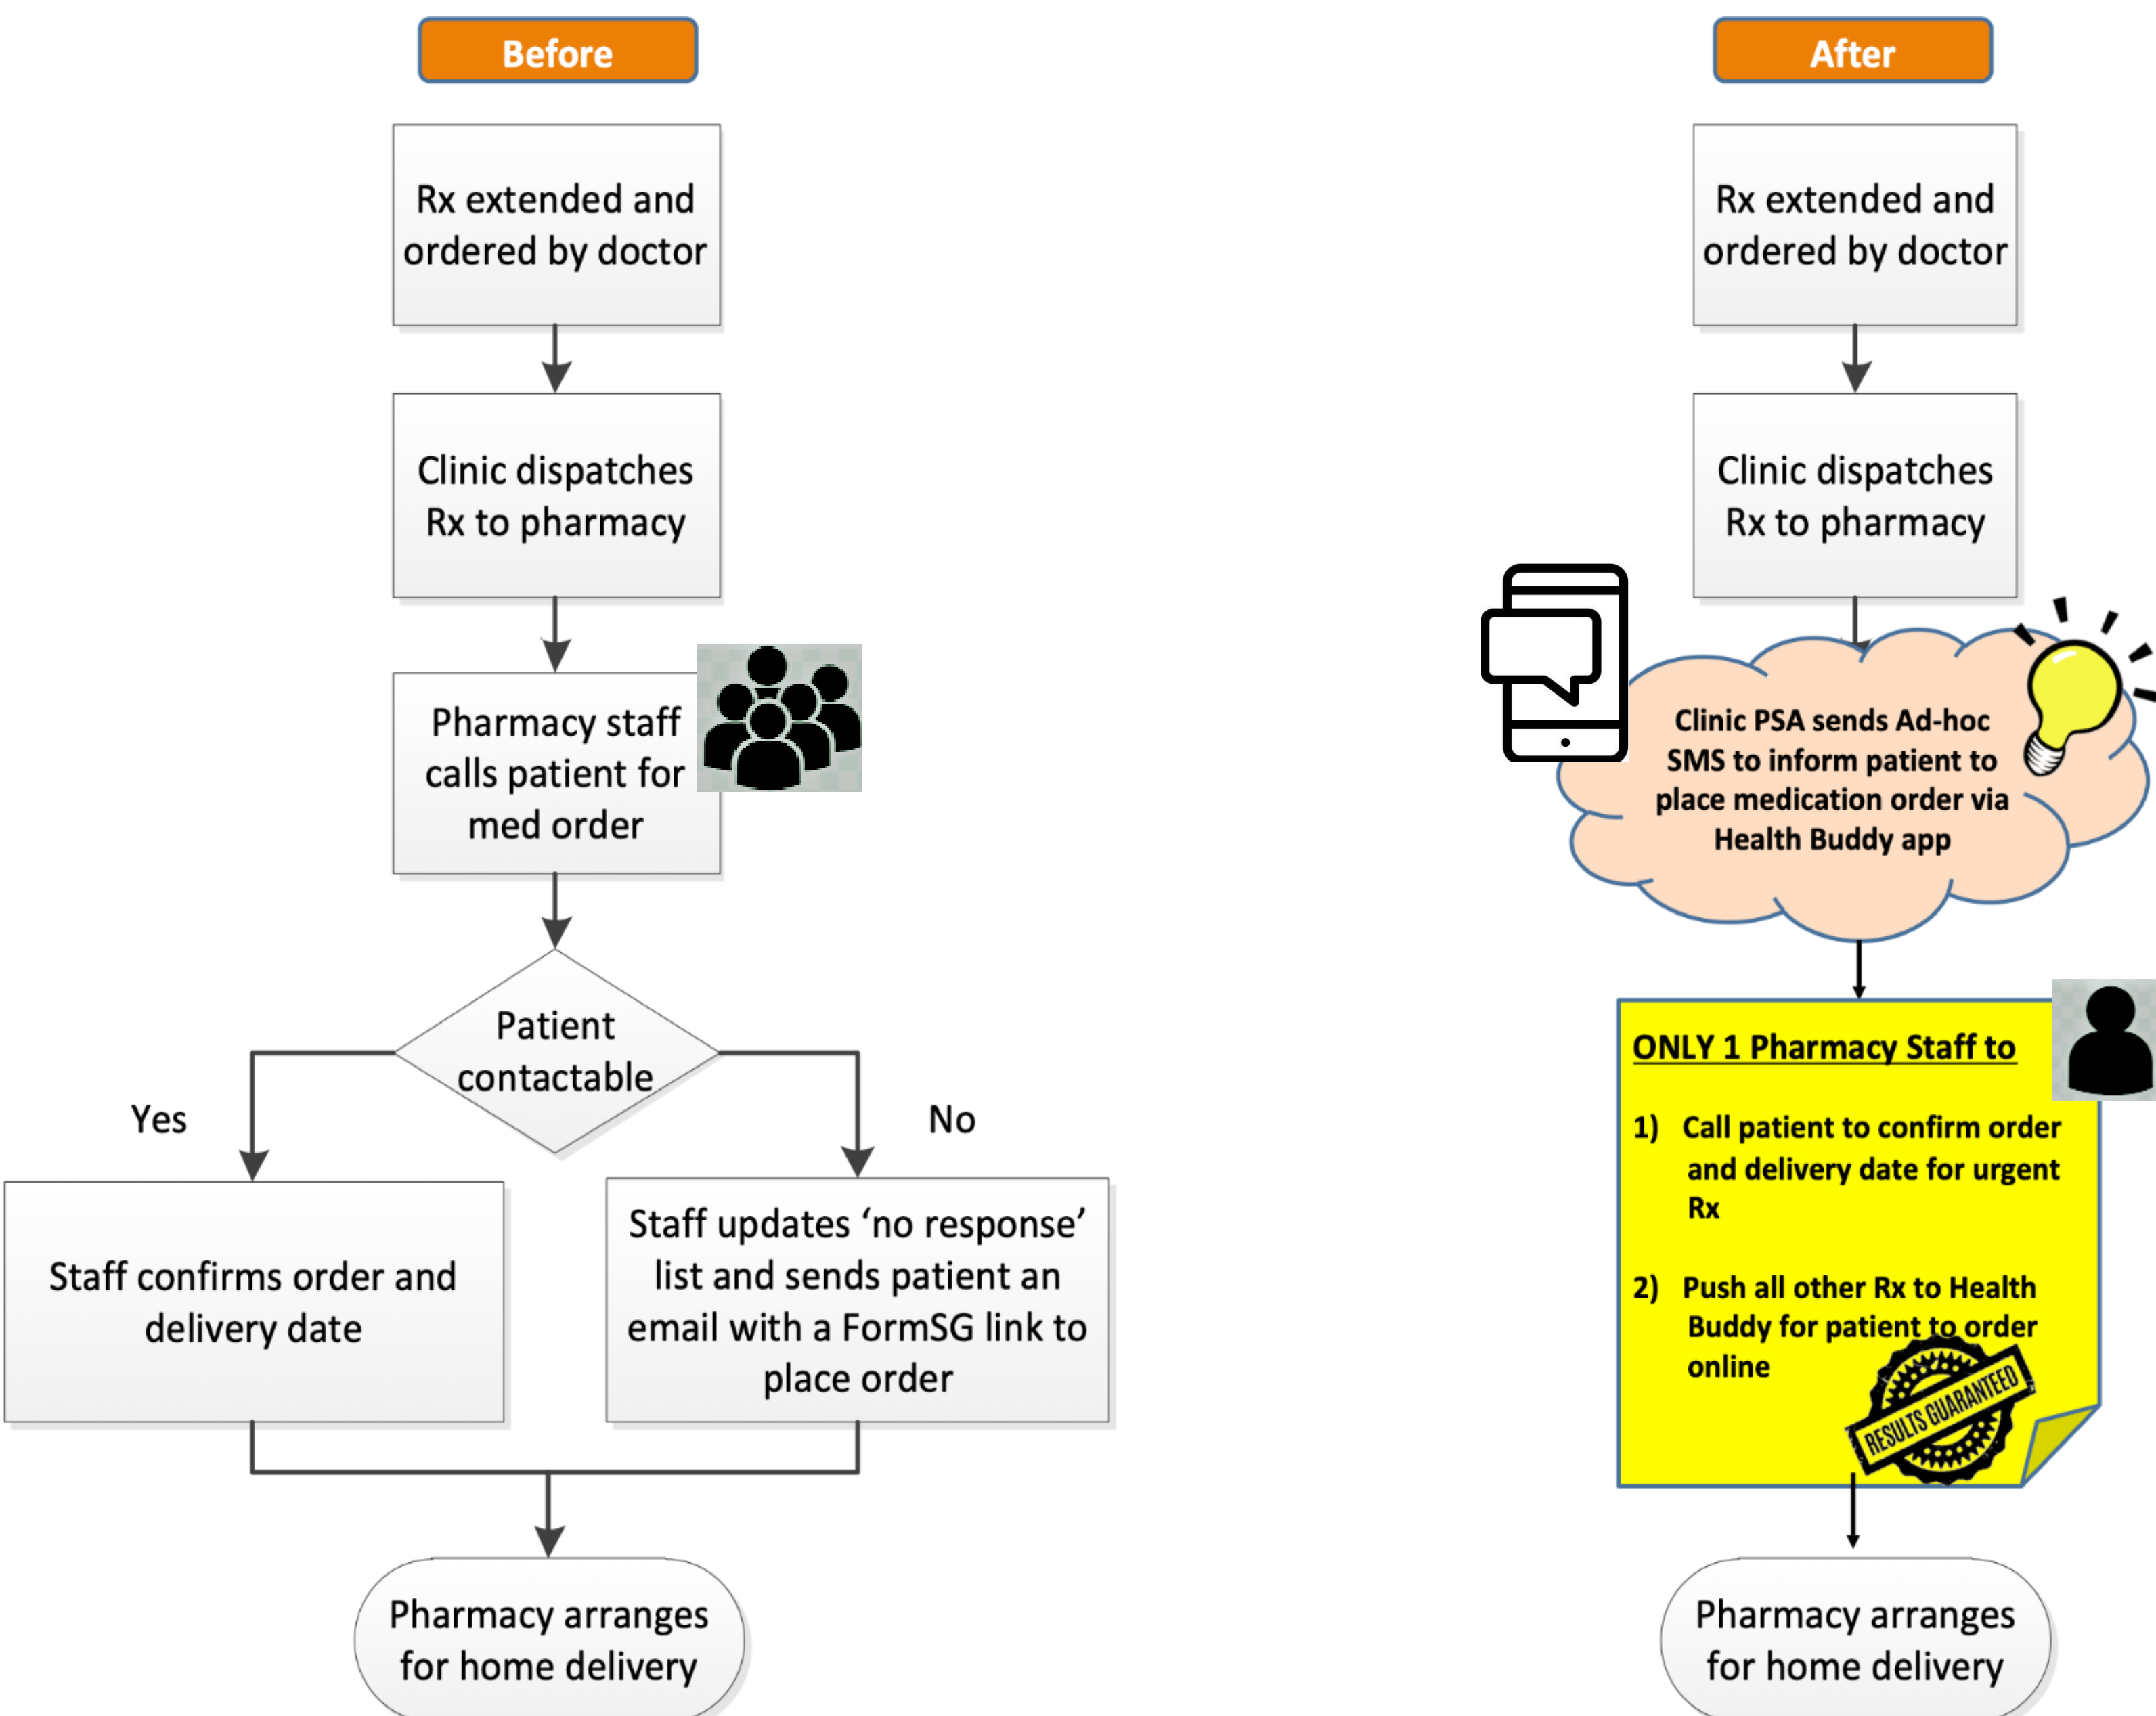 Before
Rx extended and
ordered by doctor
Clinic dispatches
Rx to pharmacy
Pharmacy staff
calls patient for
med order
Patient
contactable
Yes
No
Staff confirms order and
delivery date
Staff updates ‘no response’
list and sends patient an
email with a FormSG link to
place order
Pharmacy arranges
for home delivery
After
Rx extended and
ordered by doctor
Clinic dispatches
Rx to pharmacy
Clinic PSA sends Ad-hoc
SMS to inform patient to
place medication order via
Health Buddy app
ONLY 1 Pharmacy Staff to
1) Call patient to confirm order
and delivery date for urgent
Rx
2) Push all other Rx to Health
Buddy for patient to order
online
RESULTS GUARANTEED
Pharmacy arranges
for home delivery